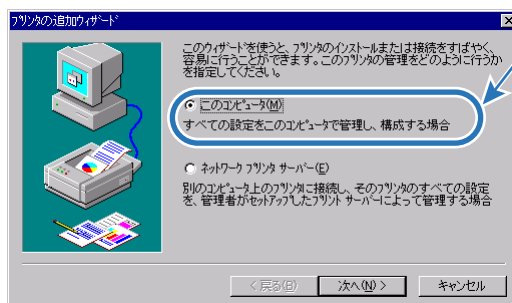 プリンタの追加ウィザード
このウィザードを使うと、プリンタのインストールまたは接続をすばやく、
容易に行うことができます。このプリンタの管理をどのように行うか
を指定してください。
このコンピュータ(M)
すべての設定をこのコンピュータで管理し、構成する場合
ネットワーク プリンタ サーバー(E)
別のコンピュータ上のプリンタに接続し、そのプリンタのすべての設定
を、管理者がセットアップしたプリント サーバーによって管理する場合
< 戻る(B)
次へ(N) >
キャンセル